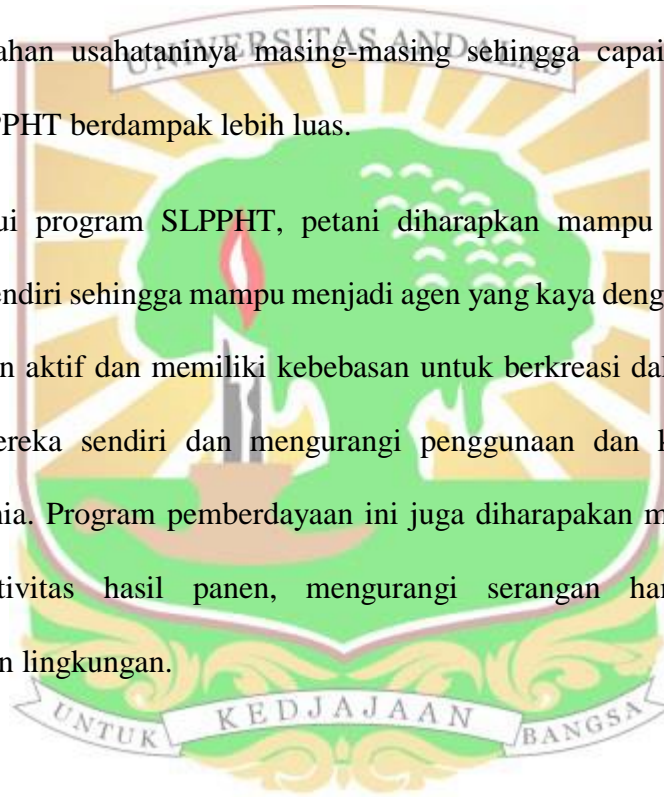 UNIVERSITAS ANDALAS
ahan usahataninya masing-masing sehingga capai
PPHT berdampak lebih luas.
ui program SLPPHT, petani diharapkan mampu
endiri sehingga mampu menjadi agen yang kaya deng
n aktif dan memiliki kebebasan untuk berkreasi dal
ereka sendiri dan mengurangi penggunaan dan k
nia. Program pemberdayaan ini juga diharapakan m
tivitas hasil panen, mengurangi serangan har
n lingkungan.
UNTUK KEDJAJAAN BANGSA